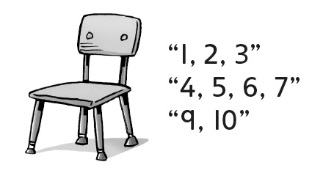 “1, 2, 3”
“4, 5, 6, 7”
“9, 10”